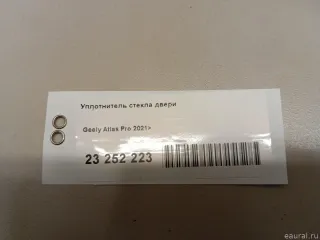 Уплотнитель стекла двери
Geely Atlas Pro 2021>
23 252 223
eaural.ru